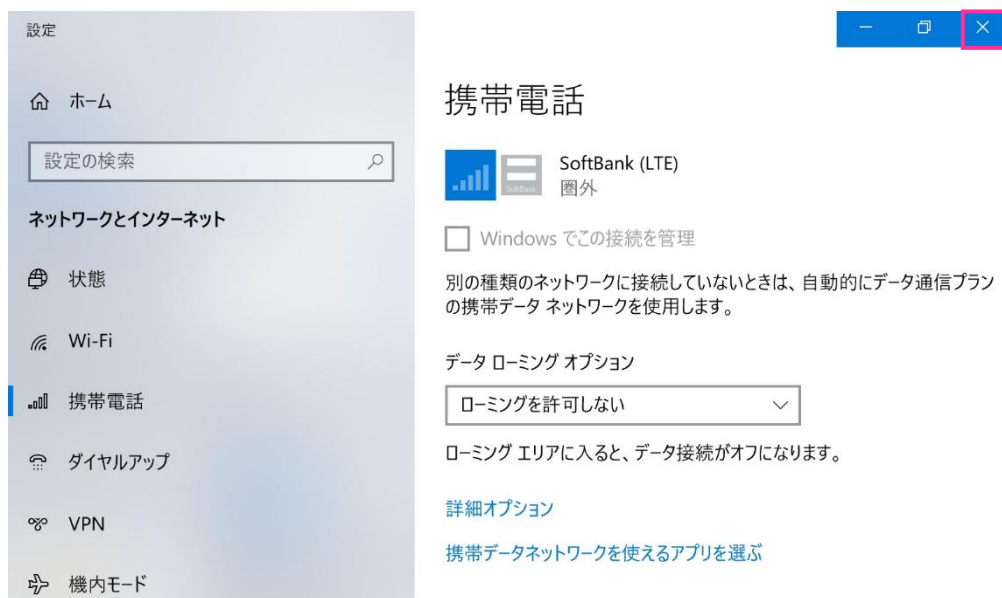 設定
ホーム
設定の検索
ネットワークとインターネット
状態
Wi-Fi
携帯電話
ダイヤルアップ
VPN
機内モード
携帯電話
SoftBank
SoftBank (LTE)
圏外
Windows でこの接続を管理
別の種類のネットワークに接続していないときは、自動的にデータ通信プラン
の携帯データ ネットワークを使用します。
データ ローミング オプション
ローミングを許可しない
ローミング エリアに入ると、データ接続がオフになります。
詳細オプション
携帯データネットワークを使えるアプリを選ぶ